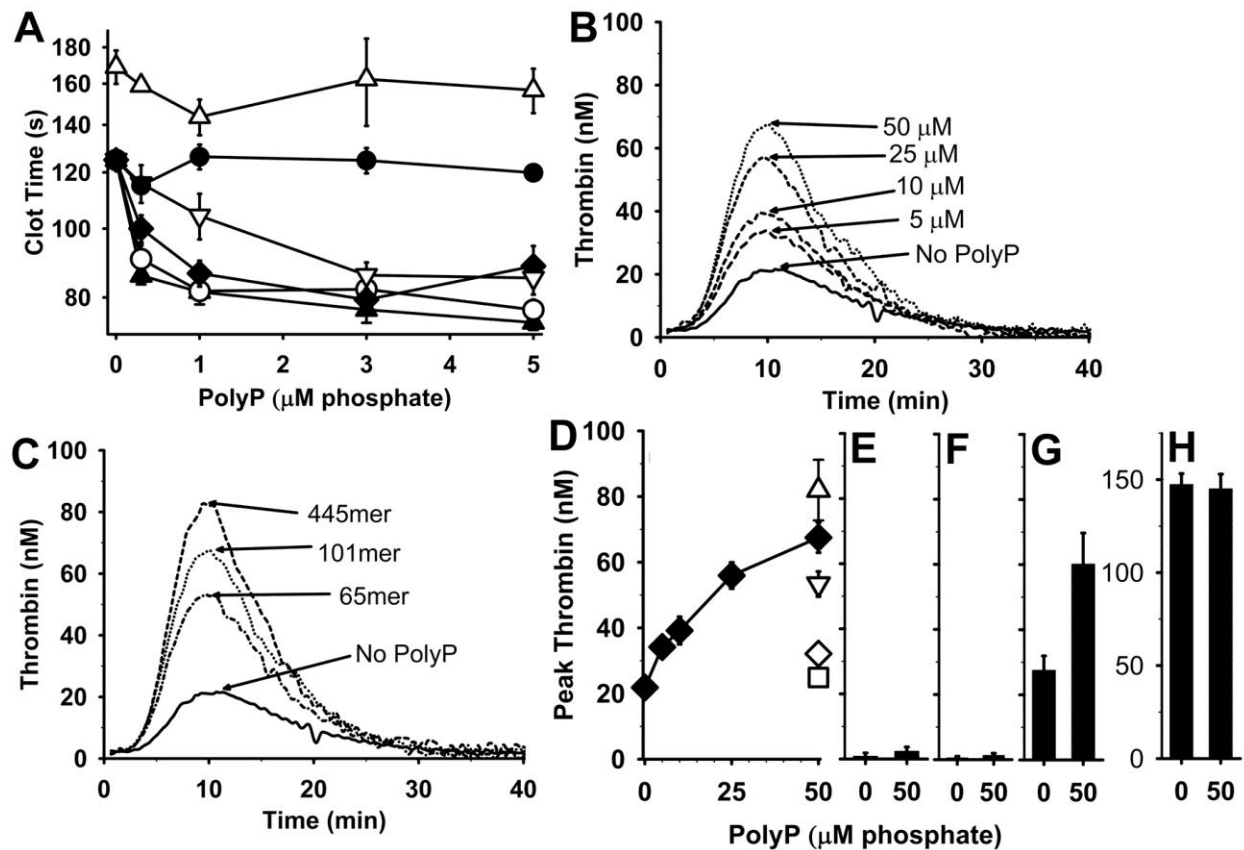 A
Clot Time (s)
180
160
140
120
100
80
0 1 2 3 4 5
PolyP (μM phosphate)
B
Thrombin (nM)
100
80
60
40
20
0
50 μM
25 μM
10 μM
5 μM
No PolyP
0 10 20 30 40
Time (min)
C
Thrombin (nM)
100
80
60
40
20
0
445mer
101mer
65mer
No PolyP
0 10 20 30 40
Time (min)
D
Peak Thrombin (nM)
100
80
60
40
20
0
0 25 50
E
0 50
F
0 50
G
0 50
H
150
100
50
0
0 50
PolyP (μM phosphate)